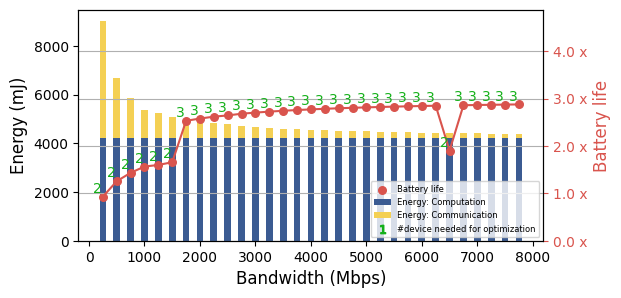 8000
6000
4000
2000
0
Energy (mJ)
2 2 2 2 2 2 3 3 3 3 3 3 3 3 3 3 3 3 3 3 3 3 3 3 3 2 3 3 3 3 3
4.0 x
3.0 x
2.0 x
1.0 x
0.0 x
Battery life
Battery life
Energy: Computation
Energy: Communication
1 #device needed for optimization
0 1000 2000 3000 4000 5000 6000 7000 8000
Bandwidth (Mbps)